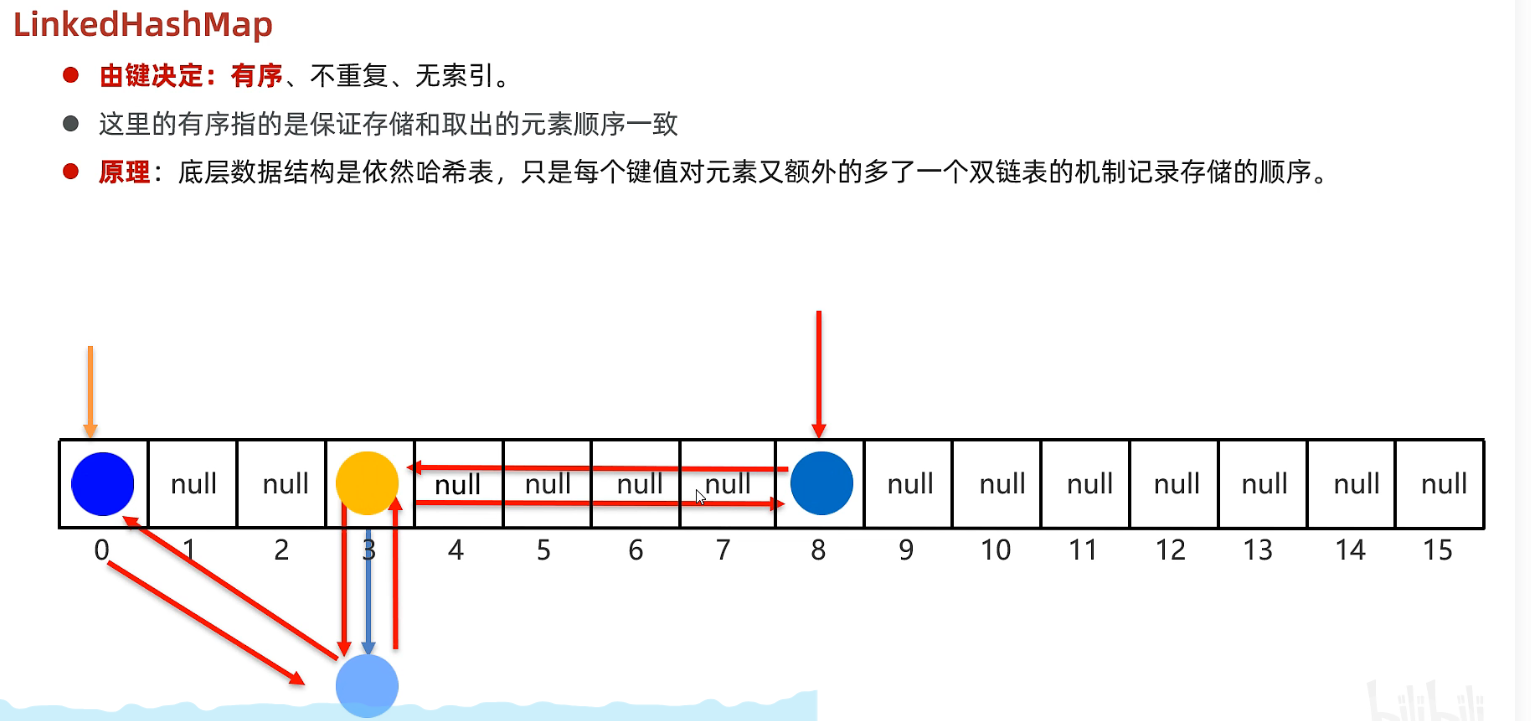 LinkedHashMap
由键决定：有序、不重复、无索引。
这里的有序指的是保证存储和取出的元素顺序一致
原理：底层数据结构是依然哈希表，只是每个键值对元素又额外的多了一个双链表的机制记录存储的顺序。
null null null null null null null null null null null null null
0 1 2 3 4 5 6 7 8 9 10 11 12 13 14 15
bilibili